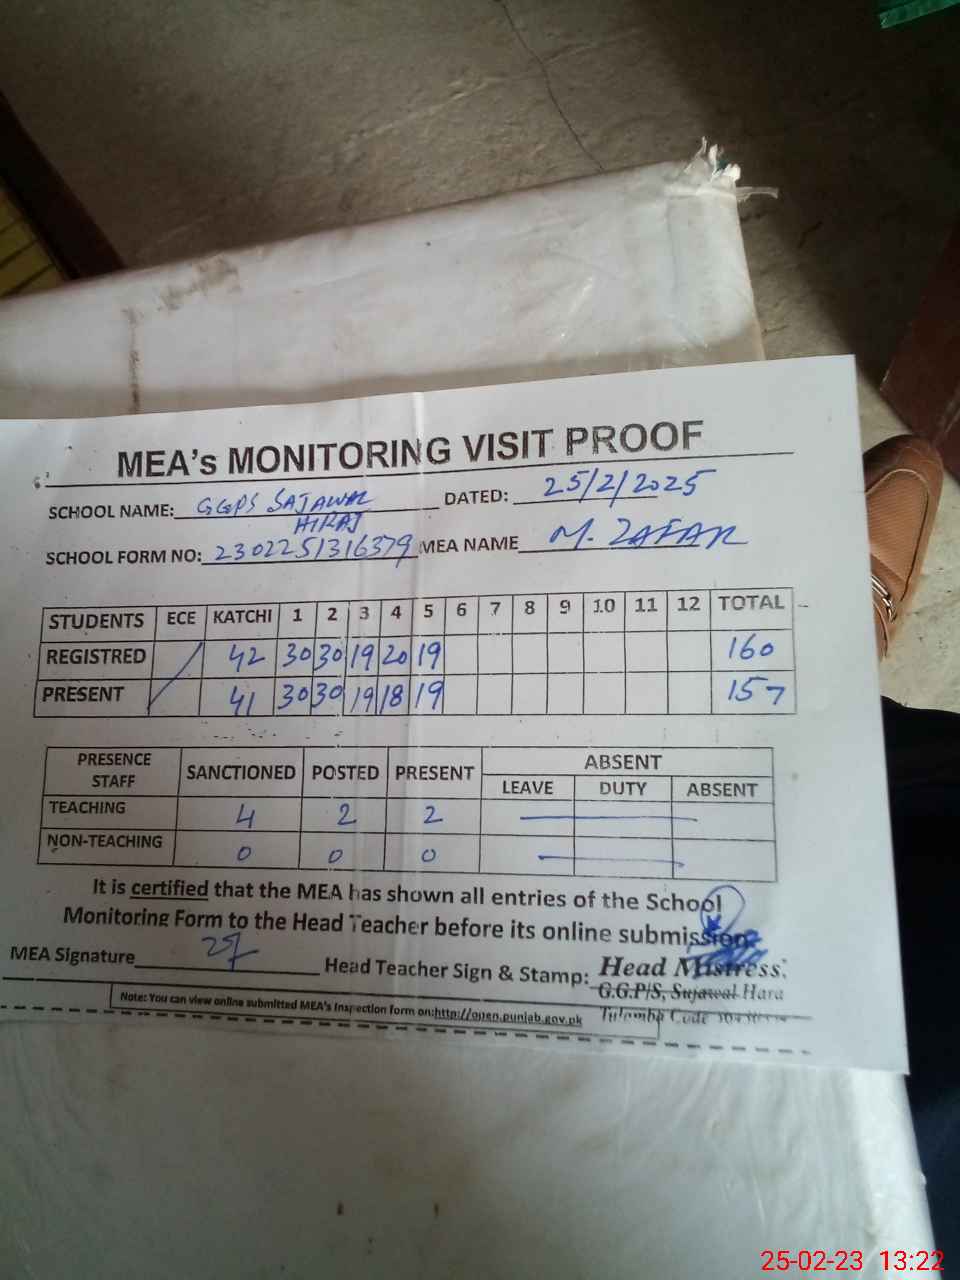 MEA's MONITORING VISIT PROOF
SCHOOL NAME: GGPS SAJAWAL DATED: 25/2/2025
HIRAJ
SCHOOL FORM NO: 2302251316379 MEA NAME M. ZAFAR
STUDENTS ECE KATCHI 1 2 3 4 5 6 7 8 9 10 11 12 TOTAL
REGISTRED 42 30 30 19 20 19 160
PRESENT 41 30 30 19 18 19 157
PRESENCE STAFF SANCTIONED POSTED PRESENT ABSENT
LEAVE DUTY ABSENT
TEACHING 4 2 2
NON-TEACHING 0 0 0
It is certified that the MEA has shown all entries of the School
Monitoring Form to the Head Teacher before its online submission.
MEA Signature Head Teacher Sign & Stamp: Head Mistress.
G.G.P/S, Sujawal Hara
Tulamba Code
Note: You can view online submitted MEA's Inspection form on:http://open.punjab.gov.pk
25-02-23 13:22